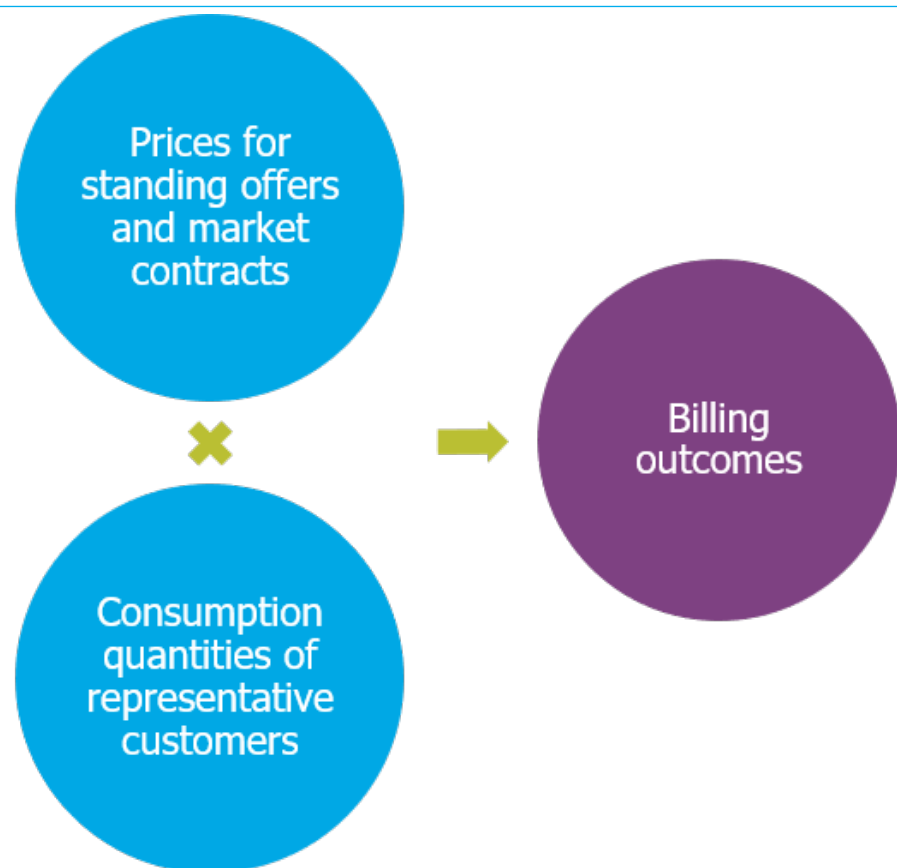 Prices for
standing offers
and market
contracts
Billing
outcomes
Consumption
quantities of
representative
customers